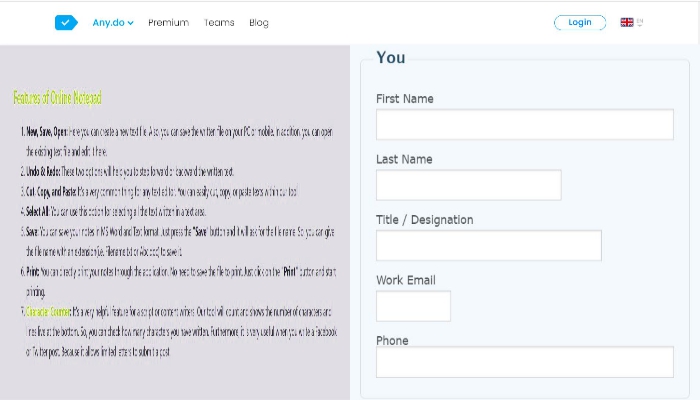 Any.do
Premium
Teams
Blog
Login
EN
Features of Online Notepad
1. New, Save, Open: Here you can create a new text file. Also, you can save the written file on your PC or mobile. In addition, you can open
the existing text file and edit it here.
2. Undo & Redo: These two options will help you to step forward or backward the written text.
3. Cut, Copy, and Paste: It's a very common thing for any text editor. You can easily cut, copy, or paste texts within our tool
4. Select All: You can use this option for selecting all the text written in a text area.
5. Save: You can save your notes in MS Word and Text format. Just press the "Save" button and it will ask for the file name. So, you can give
the file name with an extension(i.e., Filename.txt or Abc.doc) to save it.
6. Print: You can directly print your notes through the application. No need to save the file to print. Just click on the "Print" button and start
printing.
7. Character Counter: It's a very helpful feature for a script or content writers. Our tool will count and shows the number of characters and
lines live at the bottom. So, you can check how many characters you have written. Furthermore, it is very useful when you write a Facebook
or Twitter post. Because it allows limited letters to submit a post.
You
First Name
Last Name
Title / Designation
Work Email
Phone